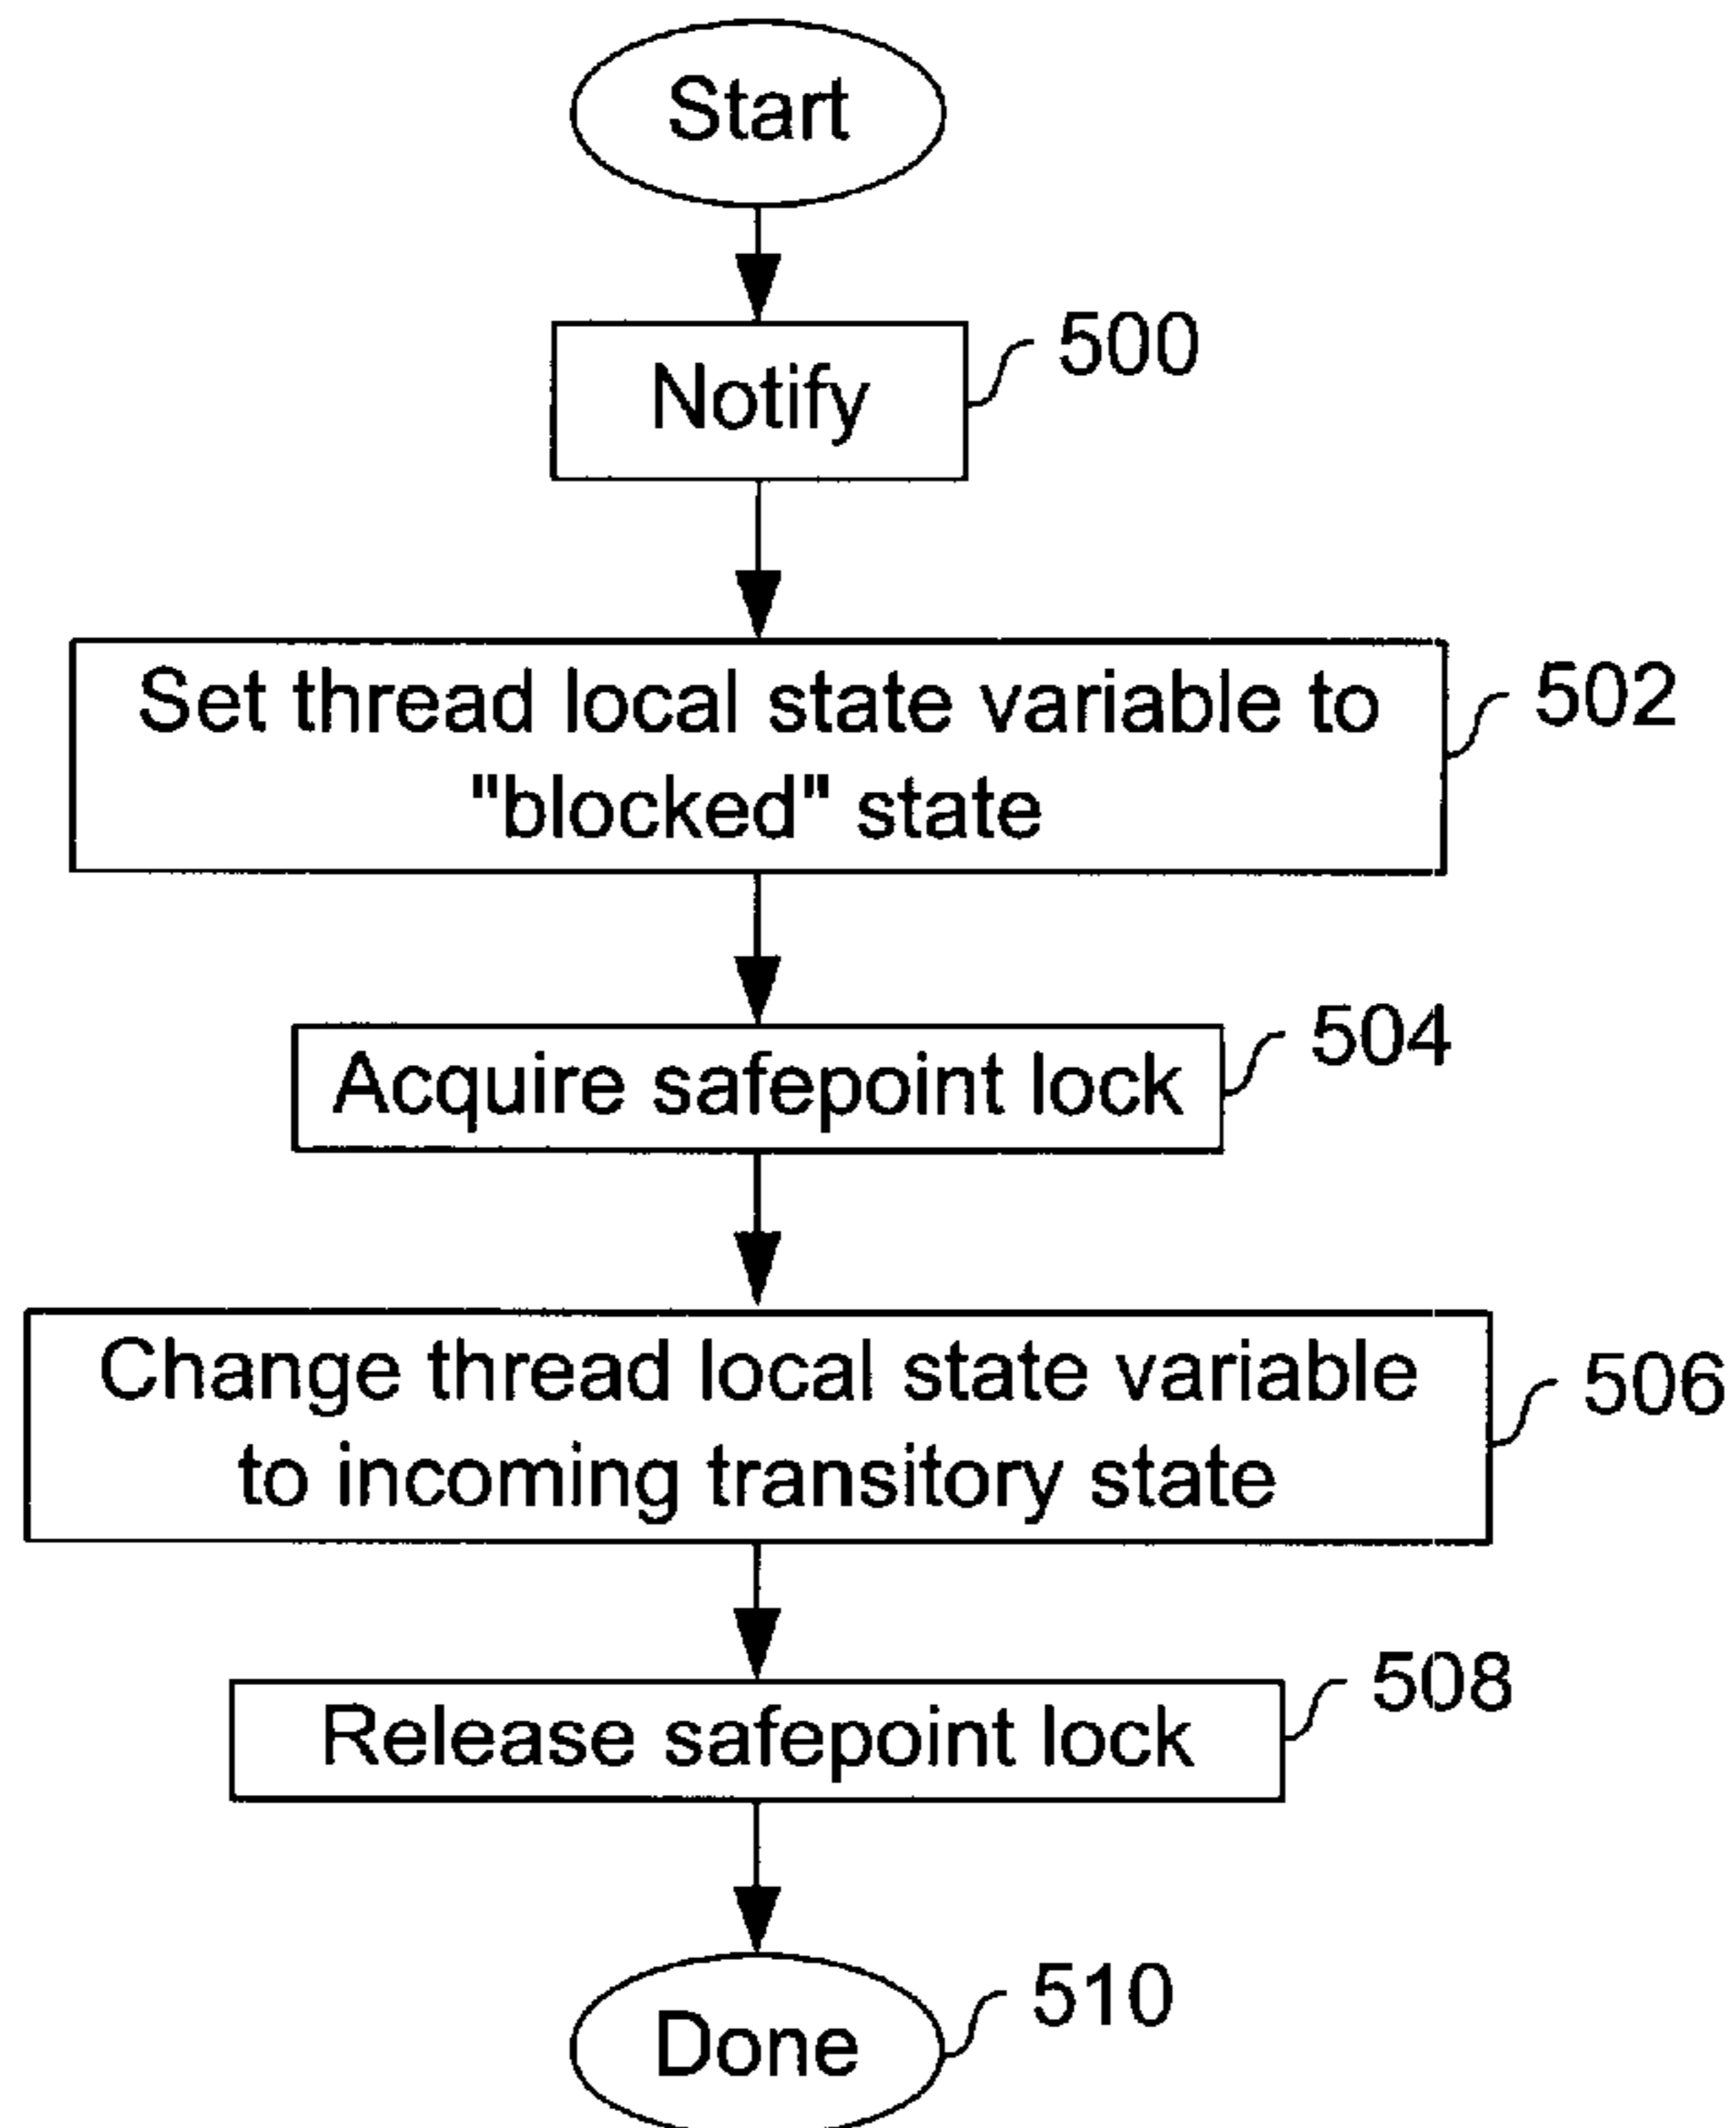 Start
Notify
500
Set thread local state variable to
"blocked" state
502
Acquire safepoint lock
504
Change thread local state variable
to incoming transitory state
506
Release safepoint lock
508
Done
510